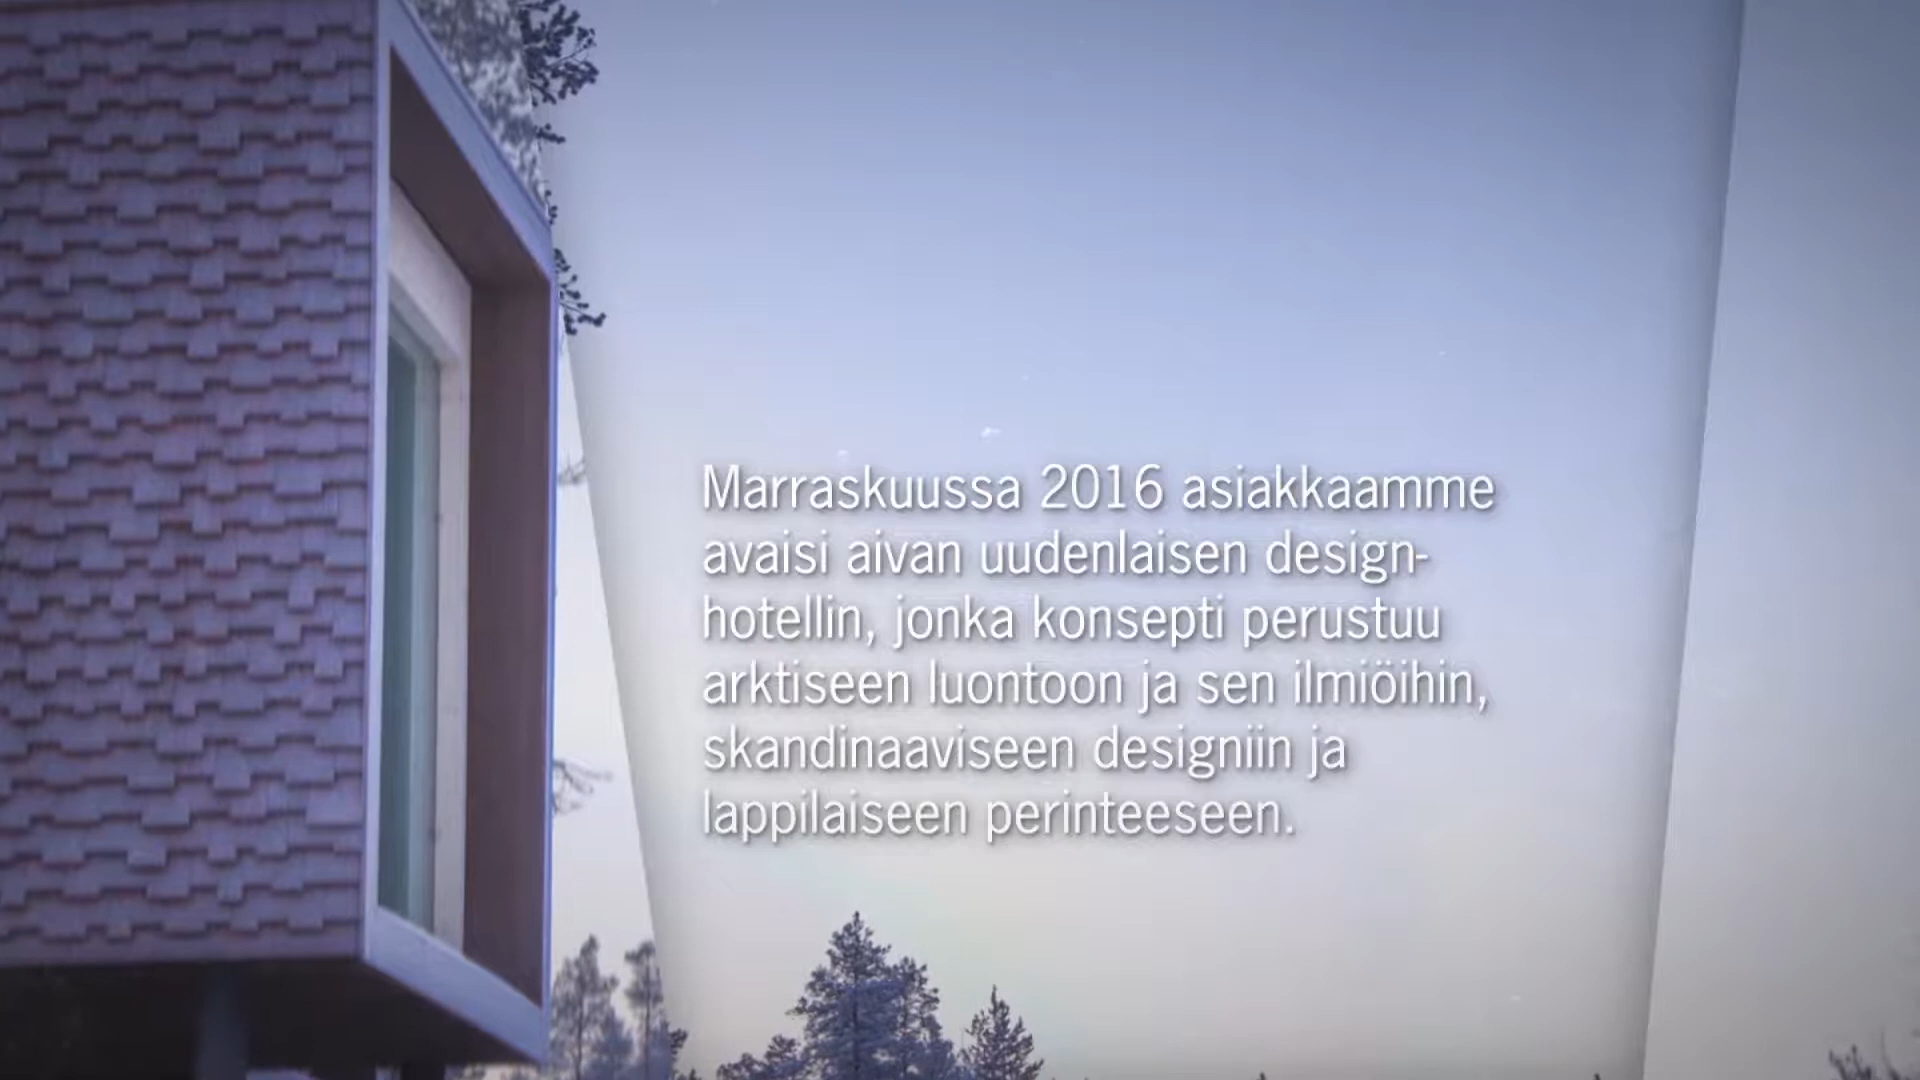 Marraskuussa 2016 asiakkaamme
avaisi aivan uudenlaisen design-
hotellin, jonka konsepti perustuu
arktiseen luontoon ja sen ilmiöihin,
skandinaaviseen designiin ja
lappilaiseen perinteeseen.